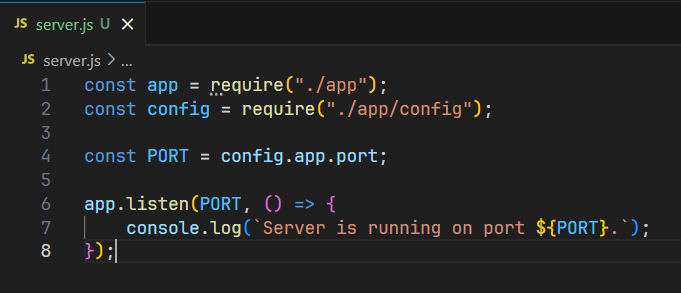 JS server.js U ×
JS server.js > ...
1 const app = require("./app");
2 const config = require("./app/config");
3
4 const PORT = config.app.port;
5
6 app.listen(PORT, () => {
7     console.log(`Server is running on port ${PORT}.`);
8 });